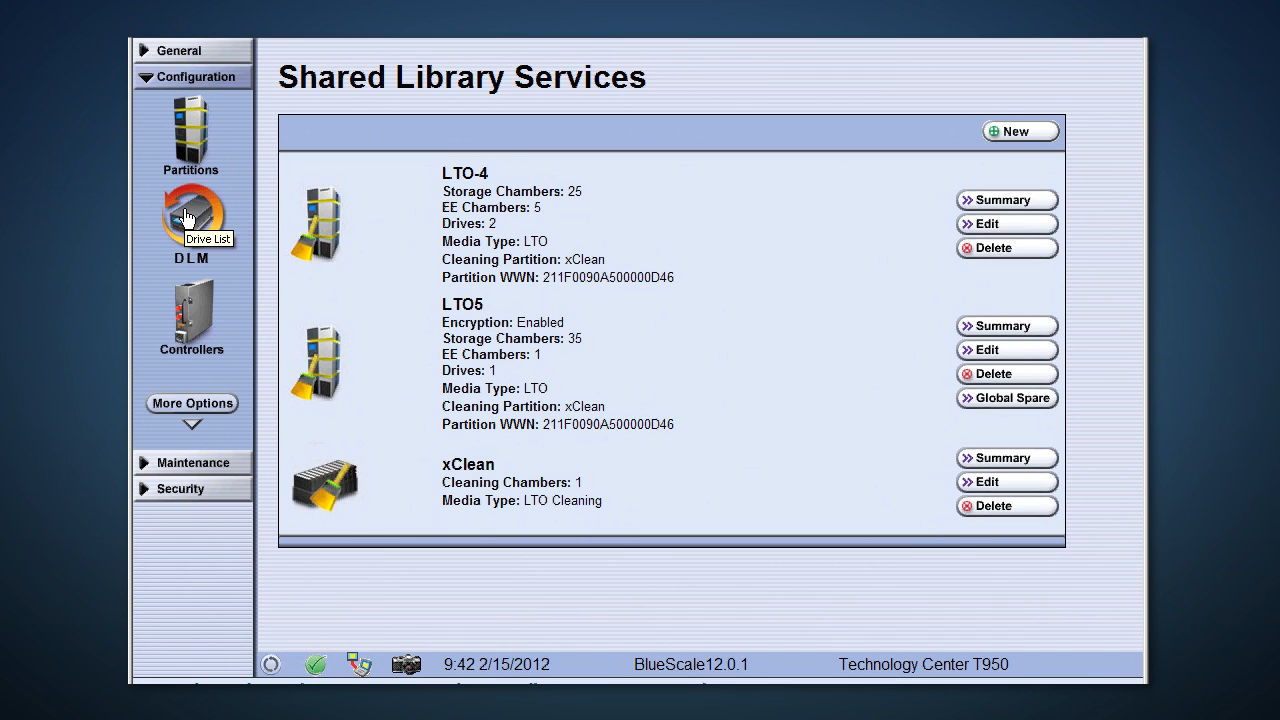 General
Configuration
Partitions
Drive List
DLM
Controllers
More Options
Maintenance
Security
Shared Library Services
New
LTO-4
Storage Chambers: 25
EE Chambers: 5
Drives: 2
Media Type: LTO
Cleaning Partition: xClean
Partition WWN: 211F0090A500000D46
Summary
Edit
Delete
LTO5
Encryption: Enabled
Storage Chambers: 35
EE Chambers: 1
Drives: 1
Media Type: LTO
Cleaning Partition: xClean
Partition WWN: 211F0090A500000D46
Summary
Edit
Delete
Global Spare
xClean
Cleaning Chambers: 1
Media Type: LTO Cleaning
Summary
Edit
Delete
9:42 2/15/2012 BlueScale12.0.1 Technology Center T950